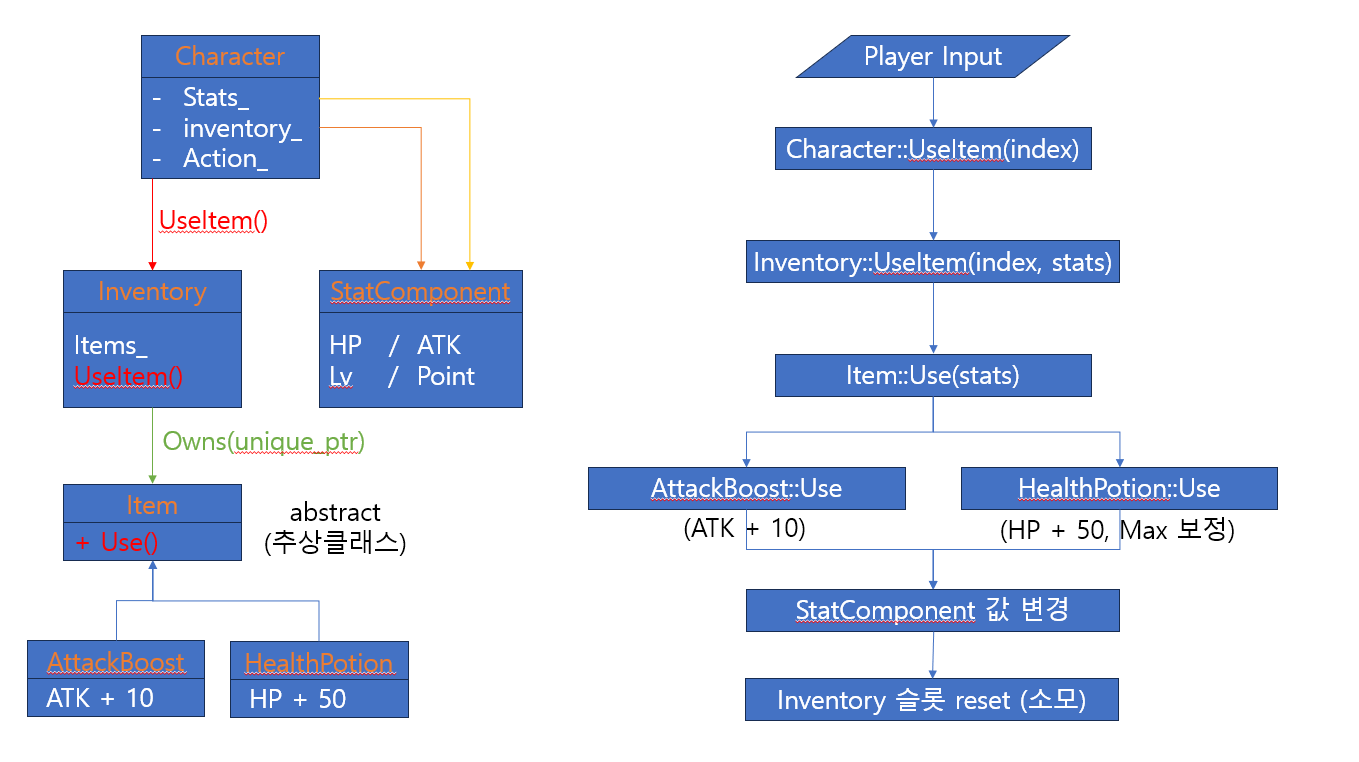 Character
- Stats_
- inventory_
- Action_
UseItem()
Inventory
Items_
UseItem()
StatComponent
HP / ATK
Lv / Point
Owns(unique_ptr)
Item
+ Use()
abstract
(추상클래스)
AttackBoost
ATK + 10
HealthPotion
HP + 50
Player Input
Character::UseItem(index)
Inventory::UseItem(index, stats)
Item::Use(stats)
AttackBoost::Use
(ATK + 10)
HealthPotion::Use
(HP + 50, Max 보정)
StatComponent 값 변경
Inventory 슬롯 reset (소모)